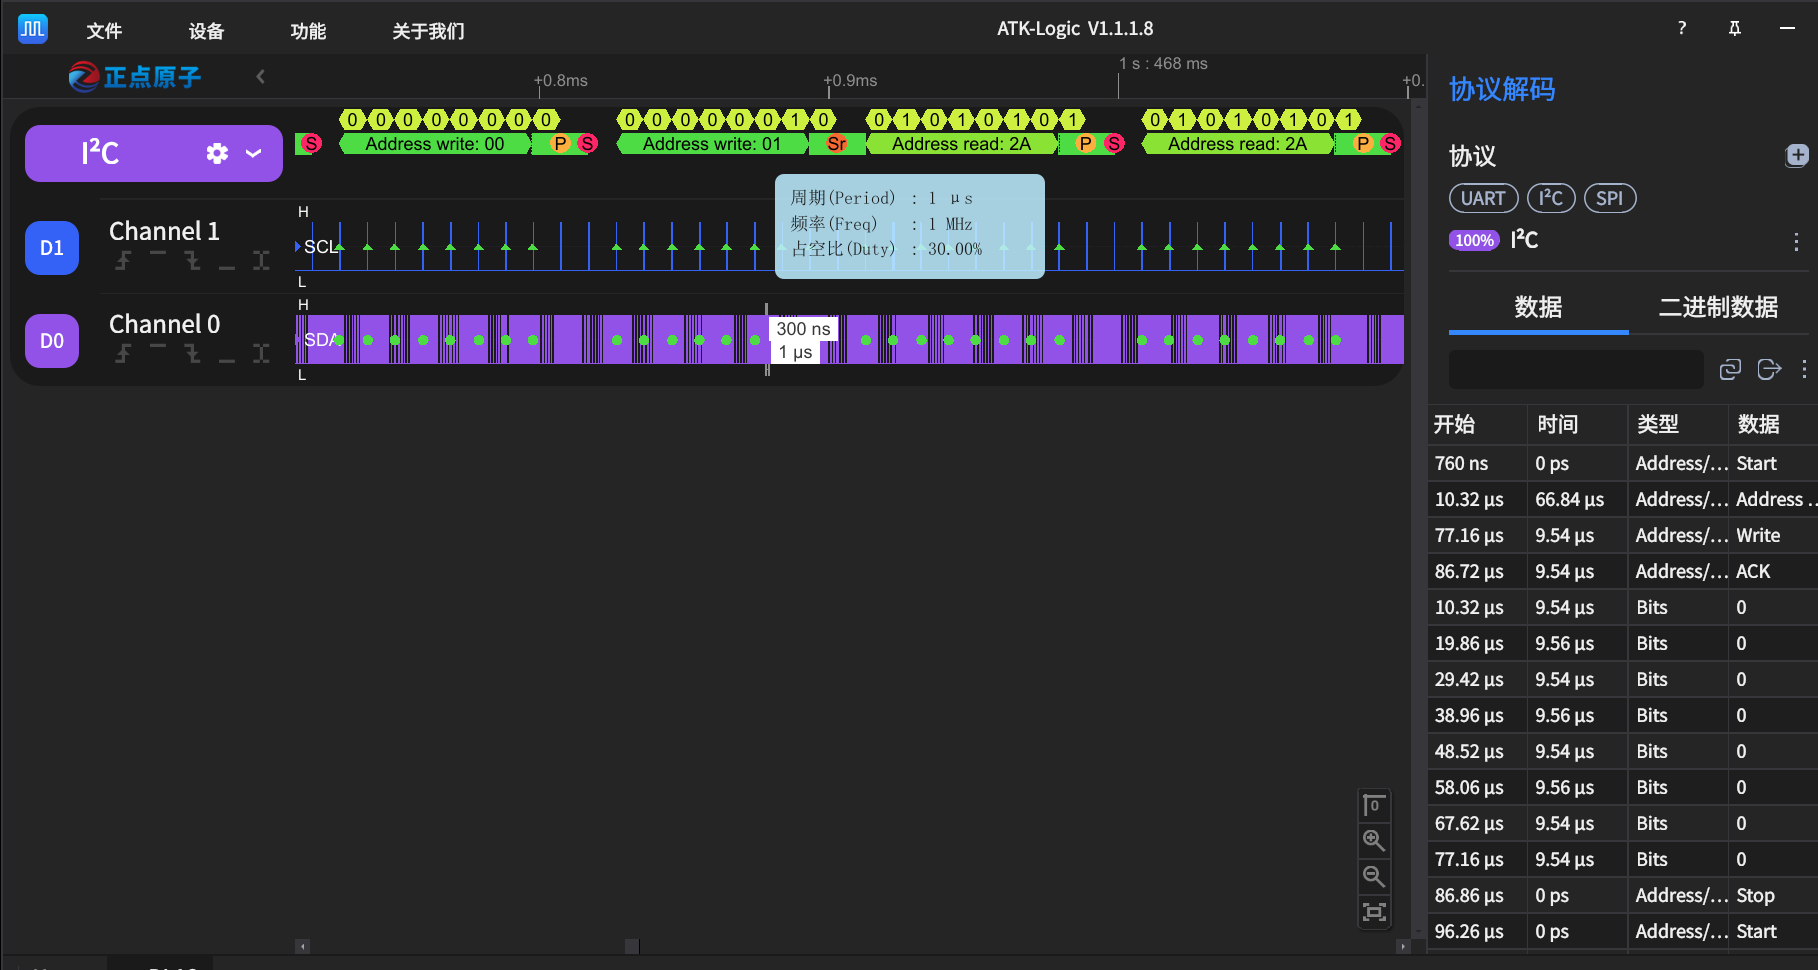 文件 设备 功能 关于我们 ATK-Logic V1.1.1.8 ?
正点原子
+0.8ms +0.9ms 1 s : 468 ms +0.
I²C
0 0 0 0 0 0 0 0 0 0 0 0 0 0 1 0 0 1 0 1 0 1 0 1 0 1 0 1 0 1 0 1
S Address write: 00 P S Address write: 01 Sr Address read: 2A P S Address read: 2A P S
周期(Period) : 1 μs
频率(Freq) : 1 MHz
占空比(Duty) : 30.00%
D1 Channel 1
H
SCL
L
D0 Channel 0
H
SDA
L
300 ns
1 μs
0
协议解码
协议
UART I²C SPI
100% I²C
数据 二进制数据
开始 时间 类型 数据
760 ns 0 ps Address/... Start
10.32 μs 66.84 μs Address/... Address ..
77.16 μs 9.54 μs Address/... Write
86.72 μs 9.54 μs Address/... ACK
10.32 μs 9.54 μs Bits 0
19.86 μs 9.56 μs Bits 0
29.42 μs 9.54 μs Bits 0
38.96 μs 9.56 μs Bits 0
48.52 μs 9.54 μs Bits 0
58.06 μs 9.56 μs Bits 0
67.62 μs 9.54 μs Bits 0
77.16 μs 9.54 μs Bits 0
86.86 μs 0 ps Address/... Stop
96.26 μs 0 ps Address/... Start